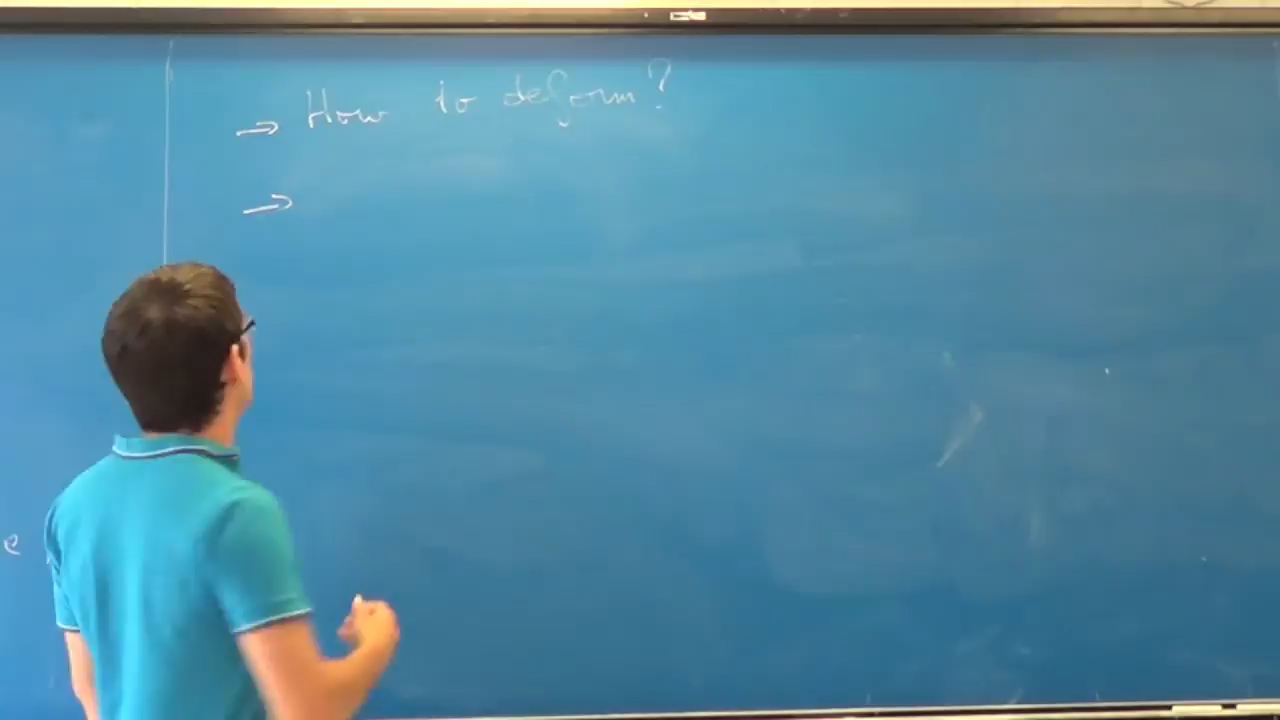 → How to deform?
→
e